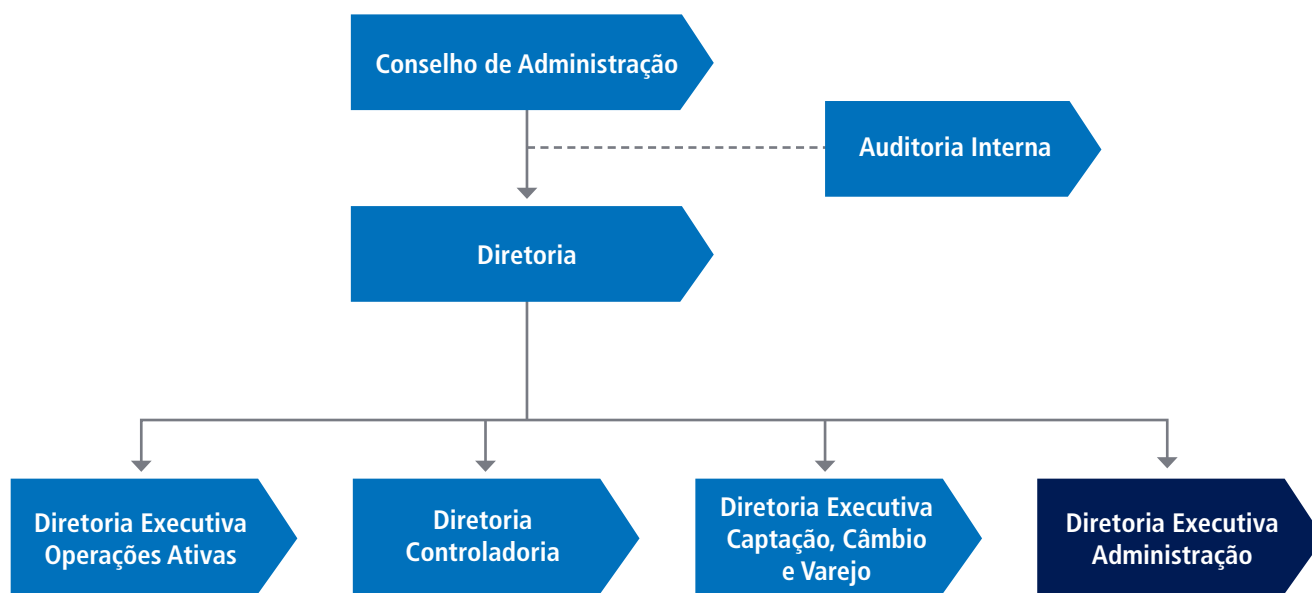 Conselho de Administração
Auditoria Interna
Diretoria
Diretoria Executiva
Operações Ativas
Diretoria
Controladoria
Diretoria Executiva
Captação, Câmbio
e Varejo
Diretoria Executiva
Administração